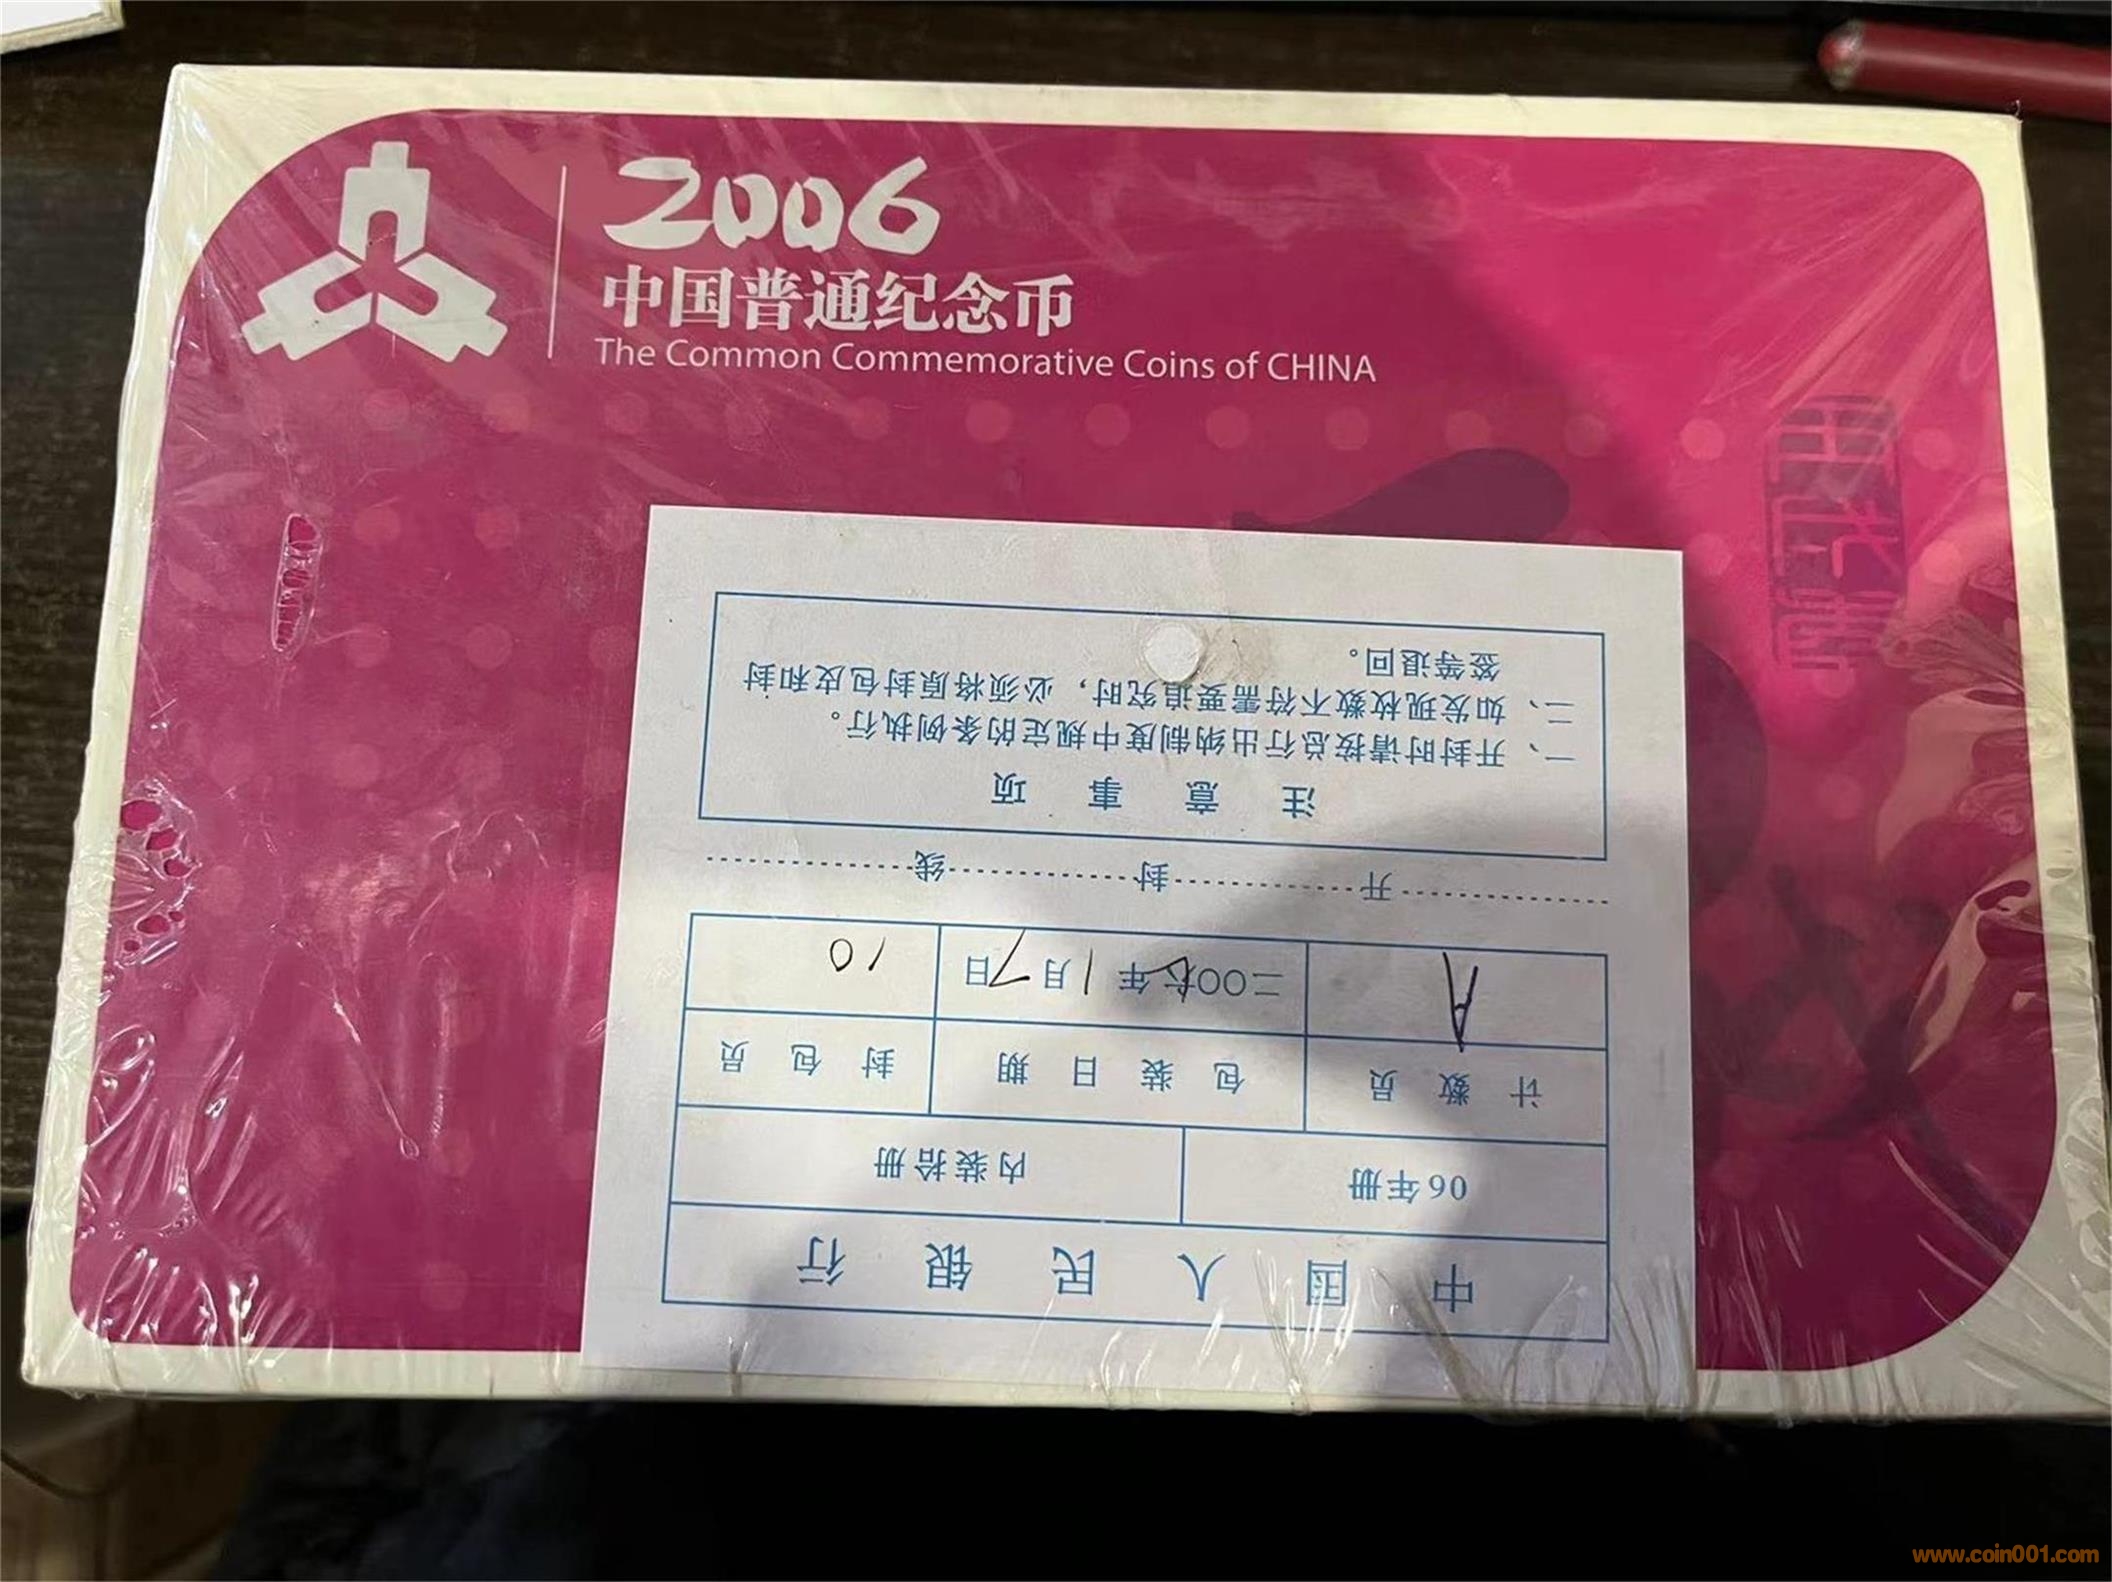 2006
中国普通纪念币
The Common Commemorative Coins of CHINA
中国人民银行
06年册 内装拾册
计数员 包装日期 封包员
A 二〇〇年1月7日 10
开封线
注意事项
一、开封时请按总行出纳制度中规定的条例执行。
二、如发现枚数不符需要追究时，必须将原封包皮和封
签等退回。
www.coin001.com